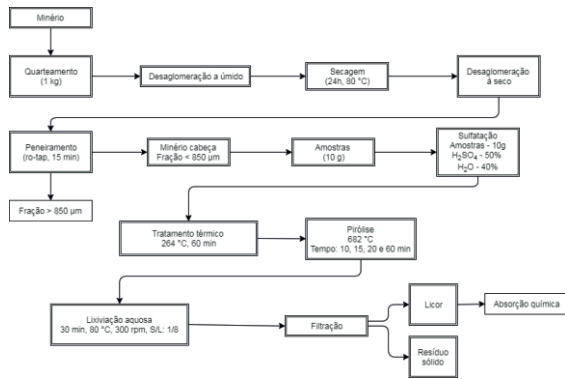 Minério
Quarteamento
(1 kg)
Desaglomeração a úmido
Secagem
(24h, 80 °C)
Desaglomeração
á seco
Peneiramento
(ro-tap, 15 min)
Minério cabeça
Fração < 850 µm
Amostras
(10 g)
Sulfatação
Amostras - 10g
H₂SO₄ - 50%
H₂O - 40%
Fração > 850 µm
Tratamento térmico
264 °C, 60 min
Pirólise
682 °C
Tempo: 10, 15, 20 e 60 min
Lixiviação aquosa
30 min, 80 °C, 300 rpm, S/L: 1/8
Filtração
Licor
Absorção química
Resíduo
sólido